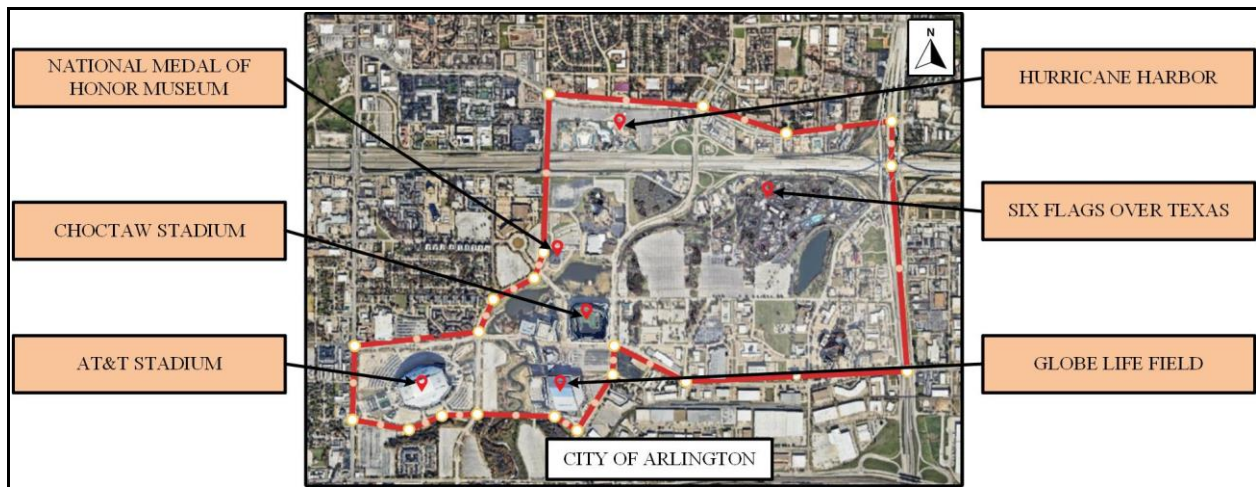 NATIONAL MEDAL OF
HONOR MUSEUM
CHOCTAW STADIUM
AT&T STADIUM
N
HURRICANE HARBOR
SIX FLAGS OVER TEXAS
GLOBE LIFE FIELD
CITY OF ARLINGTON